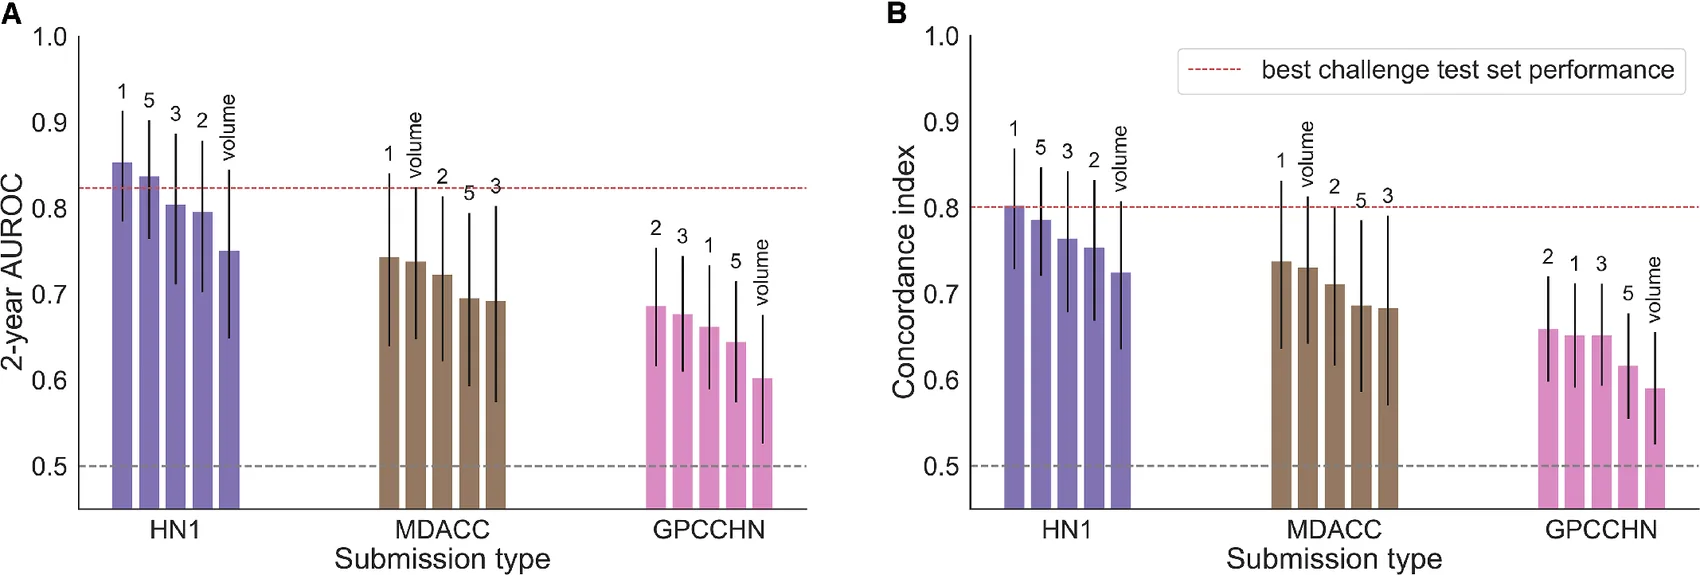 A
1.0
0.9
0.8
0.7
0.6
0.5
2-year AUROC
1
5
3
2
volume
1
volume
2
5
3
2
3
1
5
volume
HN1
MDACC
GPCCHN
Submission type
B
1.0
0.9
0.8
0.7
0.6
0.5
Concordance index
best challenge test set performance
1
5
3
2
volume
1
volume
2
5
3
2
1
3
5
volume
HN1
MDACC
GPCCHN
Submission type